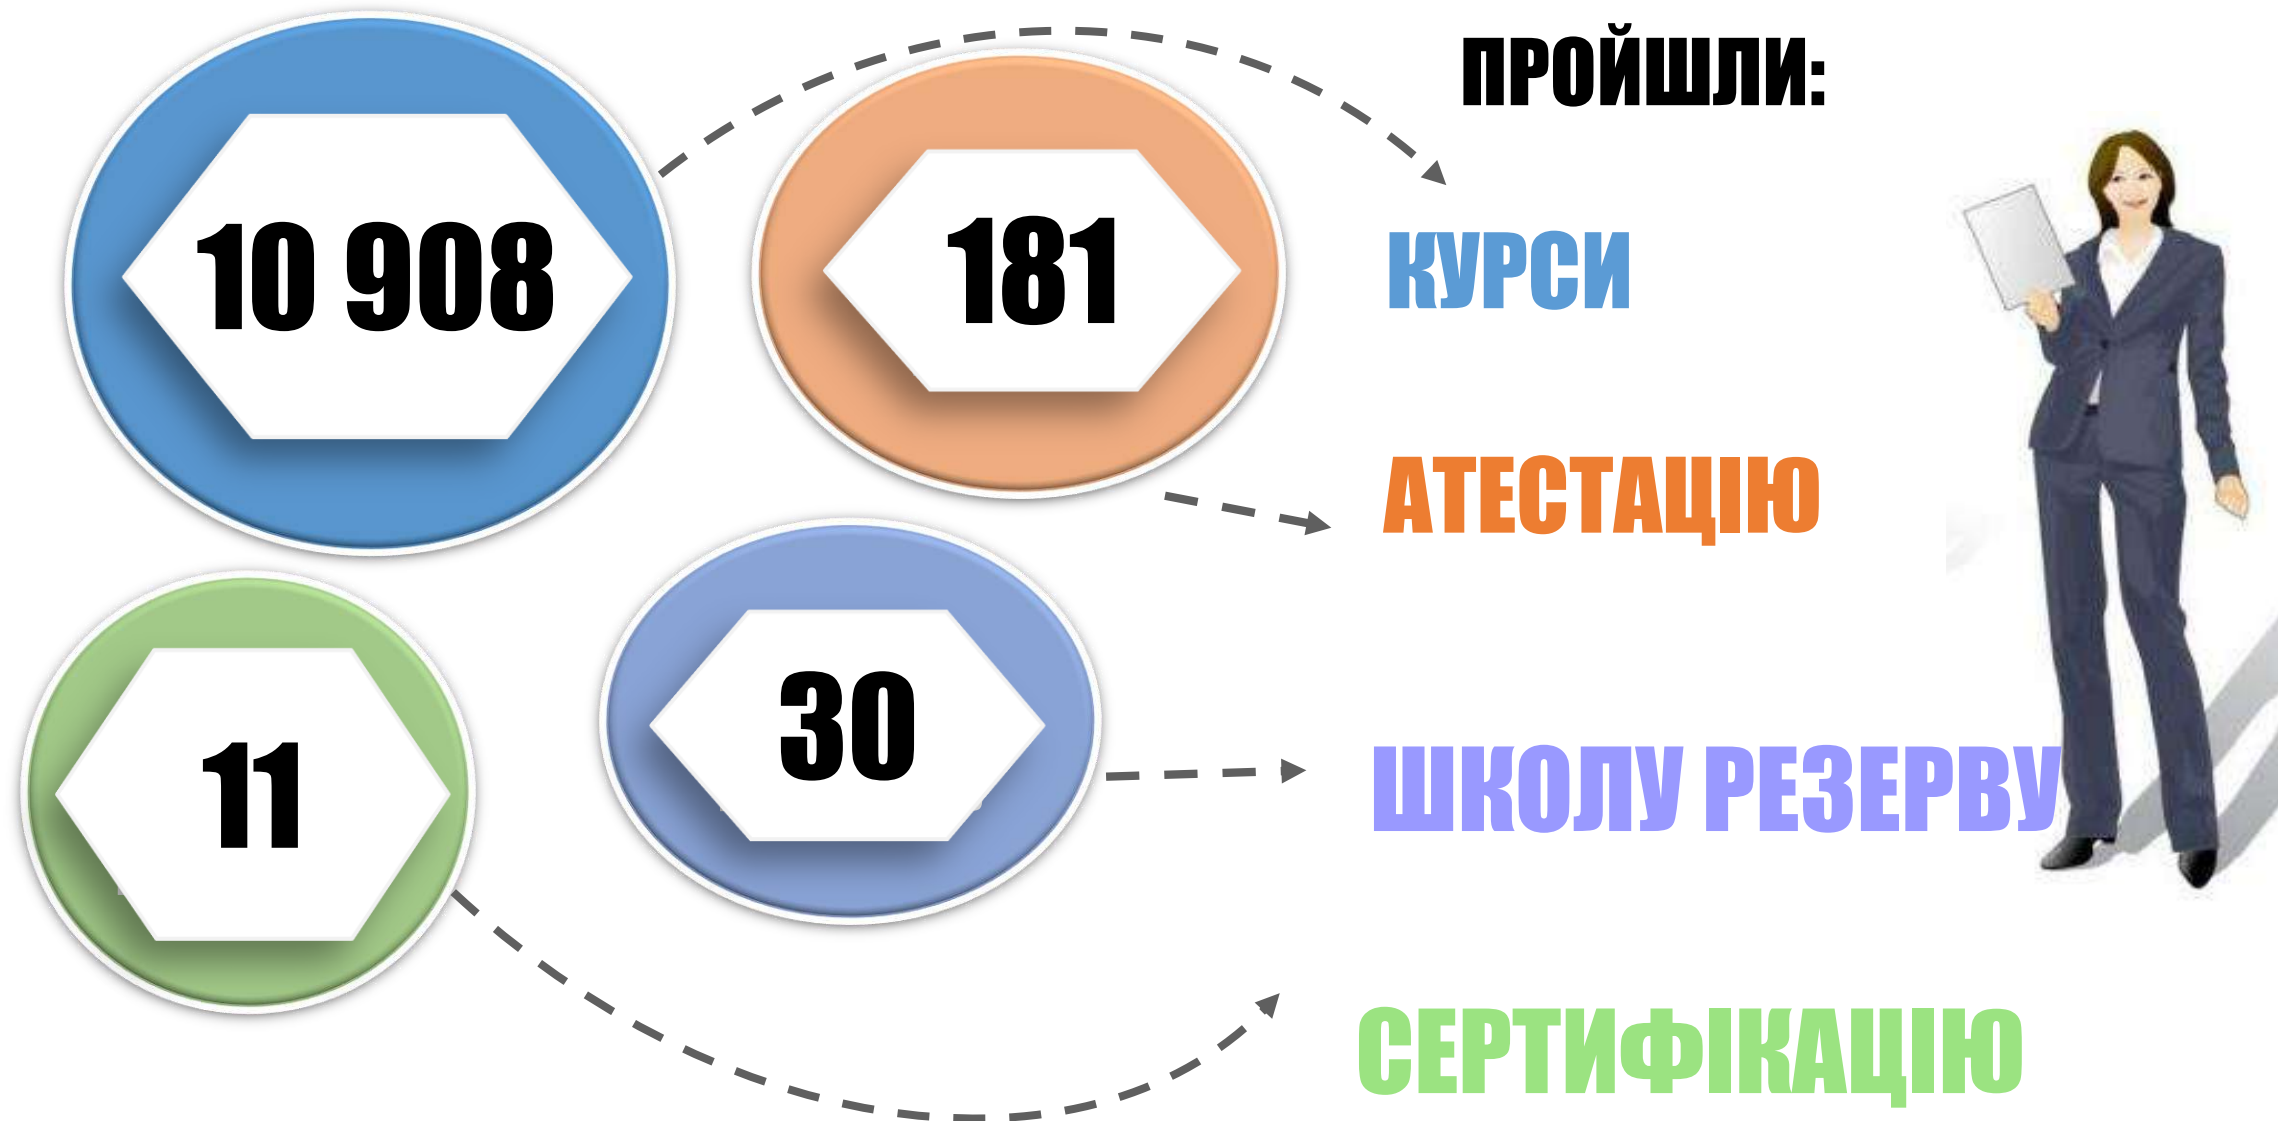 ПРОЙШЛИ:
10 908
181
КУРСИ
АТЕСТАЦІЮ
30
11
ШКОЛУ РЕЗЕРВУ
СЕРТИФІКАЦІЮ